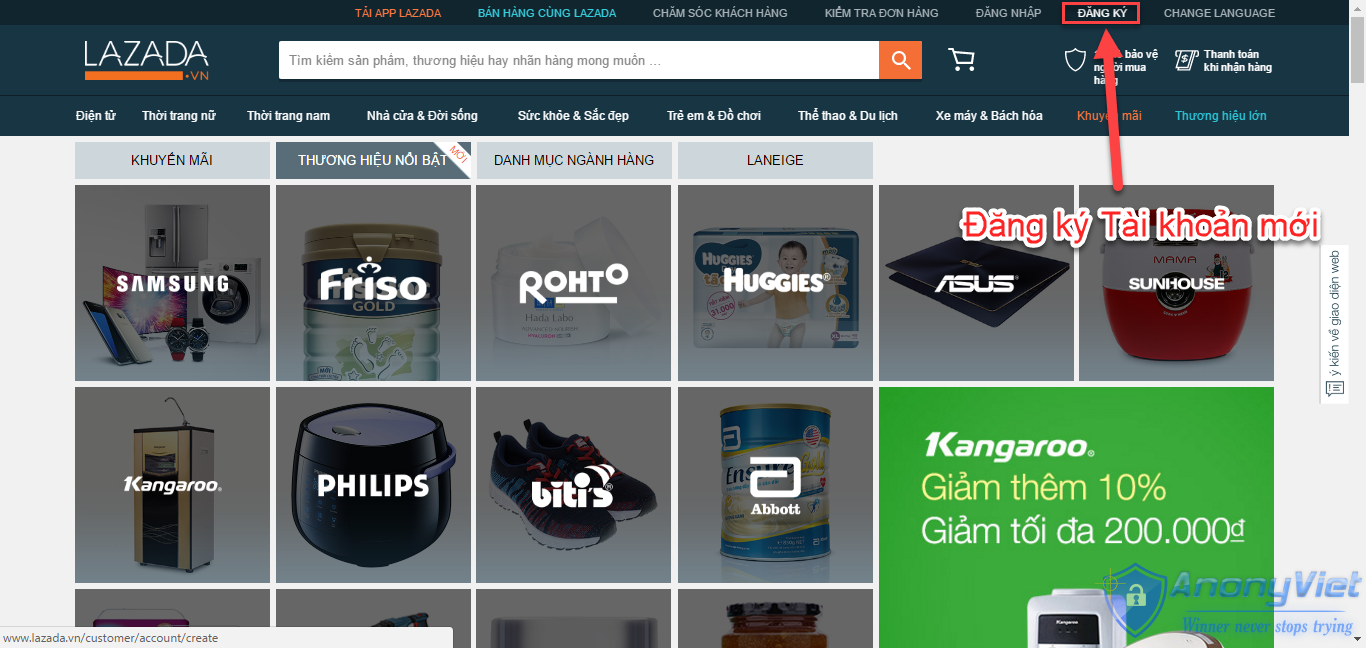 TẢI APP LAZADA
BÁN HÀNG CÙNG LAZADA
CHĂM SÓC KHÁCH HÀNG
KIỂM TRA ĐƠN HÀNG
ĐĂNG NHẬP
ĐĂNG KÝ
CHANGE LANGUAGE
LAZADA
.VN
Tìm kiếm sản phẩm, thương hiệu hay nhãn hàng mong muốn ...
bảo vệ
người mua
hàng
Thanh toán
khi nhận hàng
Điện tử
Thời trang nữ
Thời trang nam
Nhà cửa & Đời sống
Sức khỏe & Sắc đẹp
Trẻ em & Đồ chơi
Thể thao & Du lịch
Xe máy & Bách hóa
Khuyến mãi
Thương hiệu lớn
KHUYẾN MÃI
THƯƠNG HIỆU NỔI BẬT
MỚI
DANH MỤC NGÀNH HÀNG
LANEIGE
Đăng ký Tài khoản mới
SAMSUNG
Friso
GOLD
ROHTO
Hada Labo
HUGGIES
HUGGIES®
31.000
ASUS
MAMA
SUNHOUSE
ý kiến về giao diện web
Kangaroo®
PHILIPS
biti's®
Ensure Gold
Abbott
Kangaroo®
Giảm thêm 10%
Giảm tối đa 200.000đ
Kangaroo
AnonyViet
Winner never stops trying
www.lazada.vn/customer/account/create